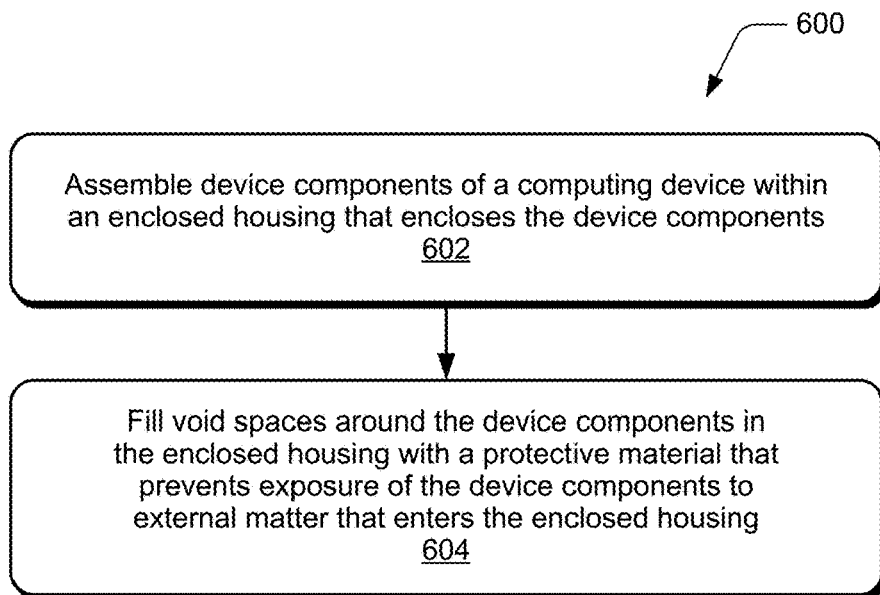 600
Assemble device components of a computing device within
an enclosed housing that encloses the device components
602
Fill void spaces around the device components in
the enclosed housing with a protective material that
prevents exposure of the device components to
external matter that enters the enclosed housing
604